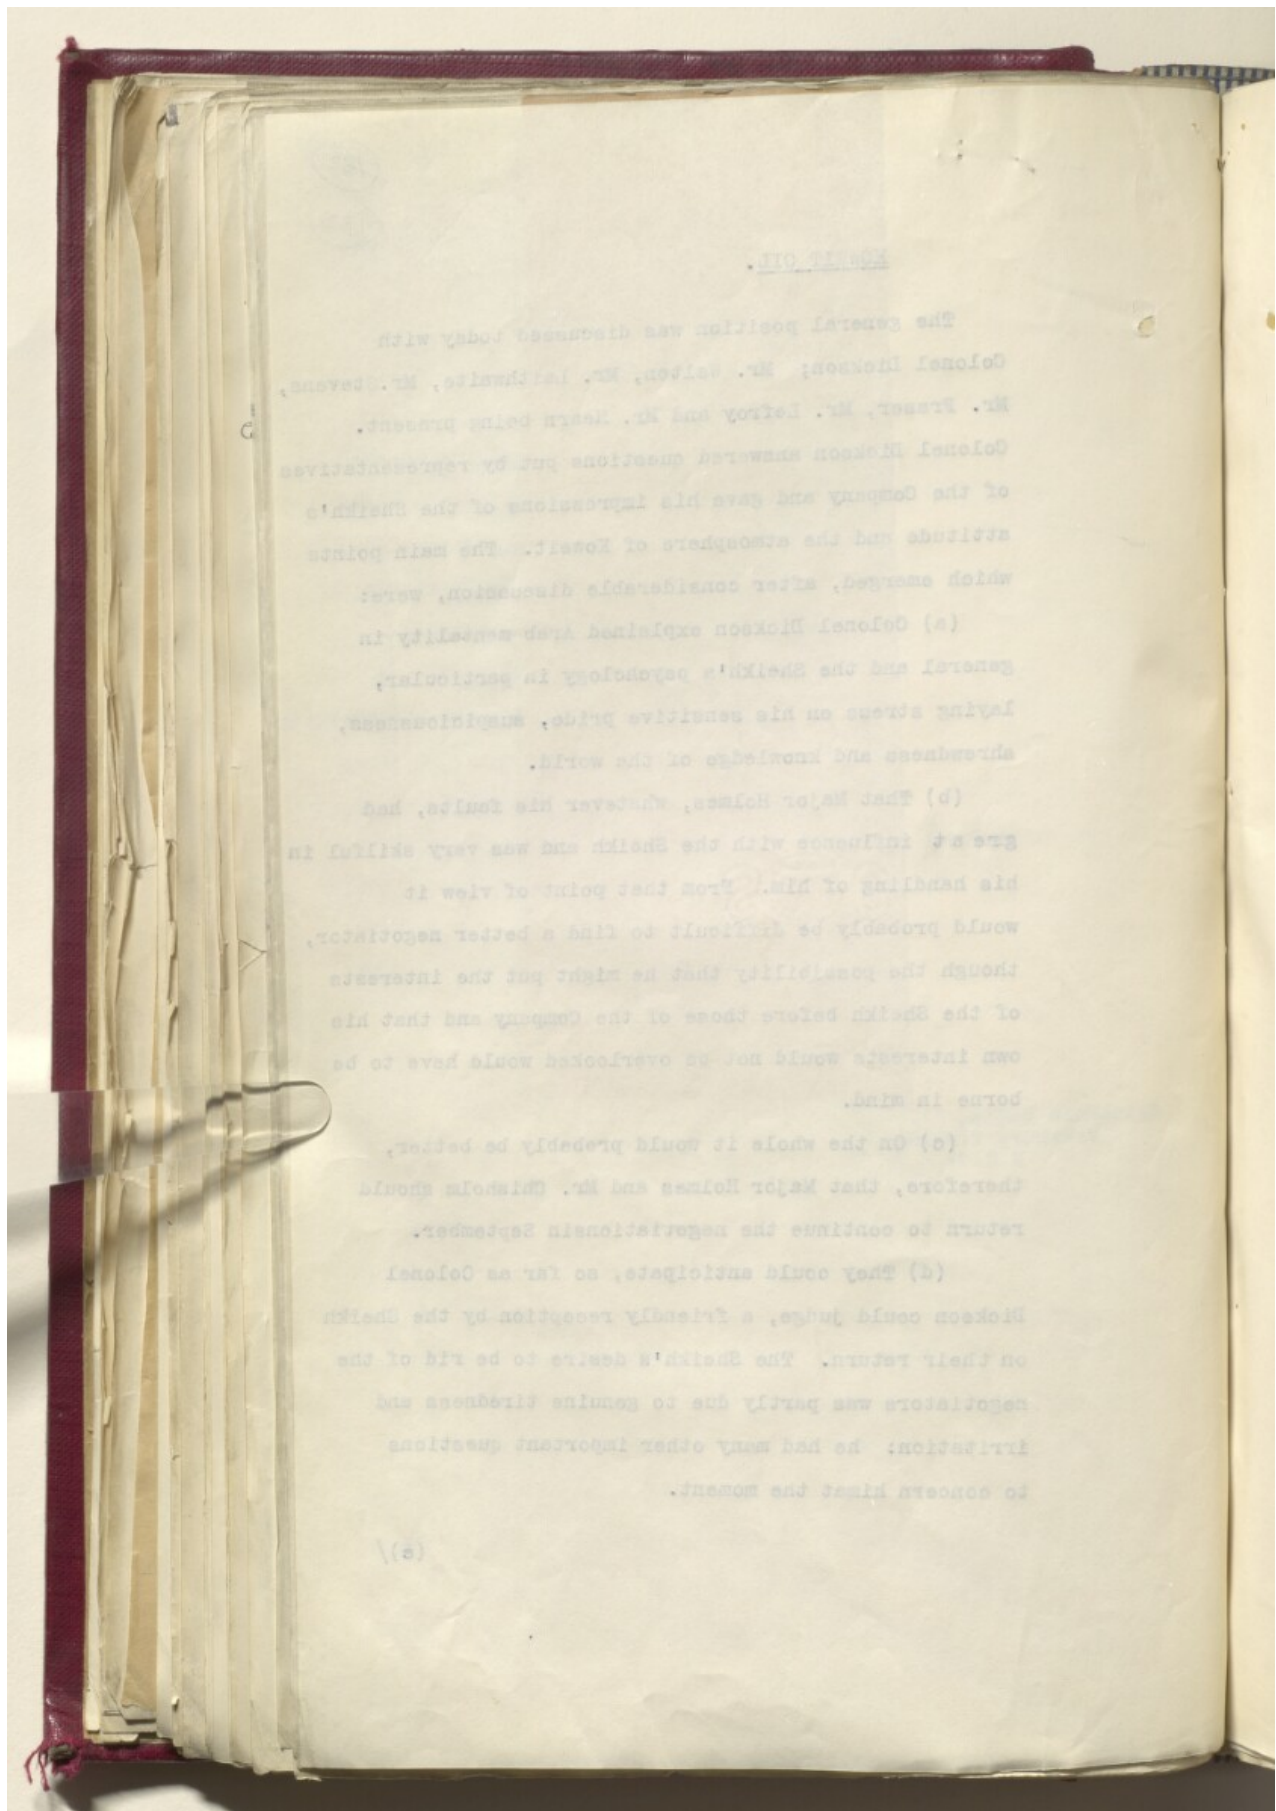 KOWEIT OIL.
The general position was discussed today with
Colonel Dickson; Mr. Walton, Mr. Laithwaite, Mr. Stevens,
Mr. Fraser, Mr. Lefroy and Mr. Hearn being present.
Colonel Dickson answered questions put by representatives
of the Company and gave his impressions of the Sheikh's
attitude and the atmosphere of Koweit. The main points
which emerged, after considerable discussion, were:
(a) Colonel Dickson explained Arab mentality in
general and the Sheikh's psychology in particular,
laying stress on his sensitive pride, suspiciousness,
shrewdness and knowledge of the world.
(b) That Major Holmes, whatever his faults, had
great influence with the Sheikh and was very skilful in
his handling of him. From that point of view it
would probably be difficult to find a better negotiator,
though the possibility that he might put the interests
of the Sheikh before those of the Company and that his
own interests would not be overlooked would have to be
borne in mind.
(c) On the whole it would probably be better,
therefore, that Major Holmes and Mr. Chisholm should
return to continue the negotiationsin September.
(d) They could anticipate, so far as Colonel
Dickson could judge, a friendly reception by the Sheikh
on their return. The Sheikh's desire to be rid of the
negotiators was partly due to genuine tiredness and
irritation: he had many other important questions
to concern himat the moment.
(e)/